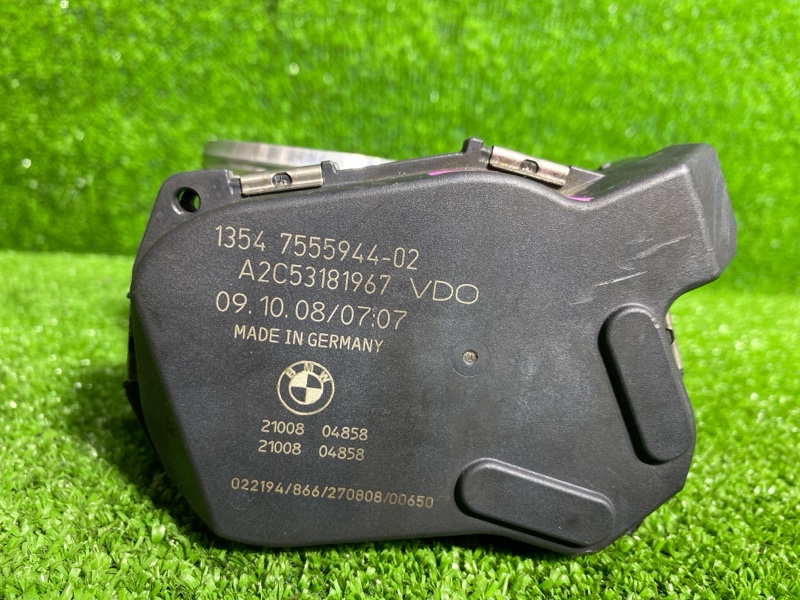 1354 7555944-02
A2C53181967 VDO
09.10.08/07:07
MADE IN GERMANY
BMW
21008 04858
21008 04858
022194/866/270808/00650